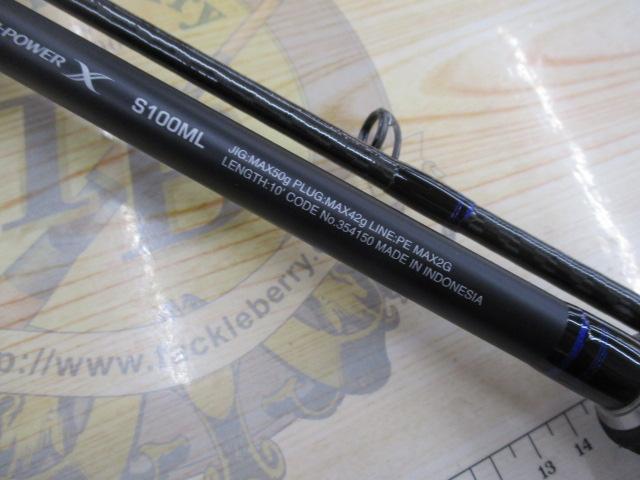 -POWER X
S100ML
JIG:MAX50g PLUG:MAX42g LINE:PE MAX2G
LENGTH:10' CODE No.354150 MADE IN INDONESIA
http://www.tackleberry.
13 14